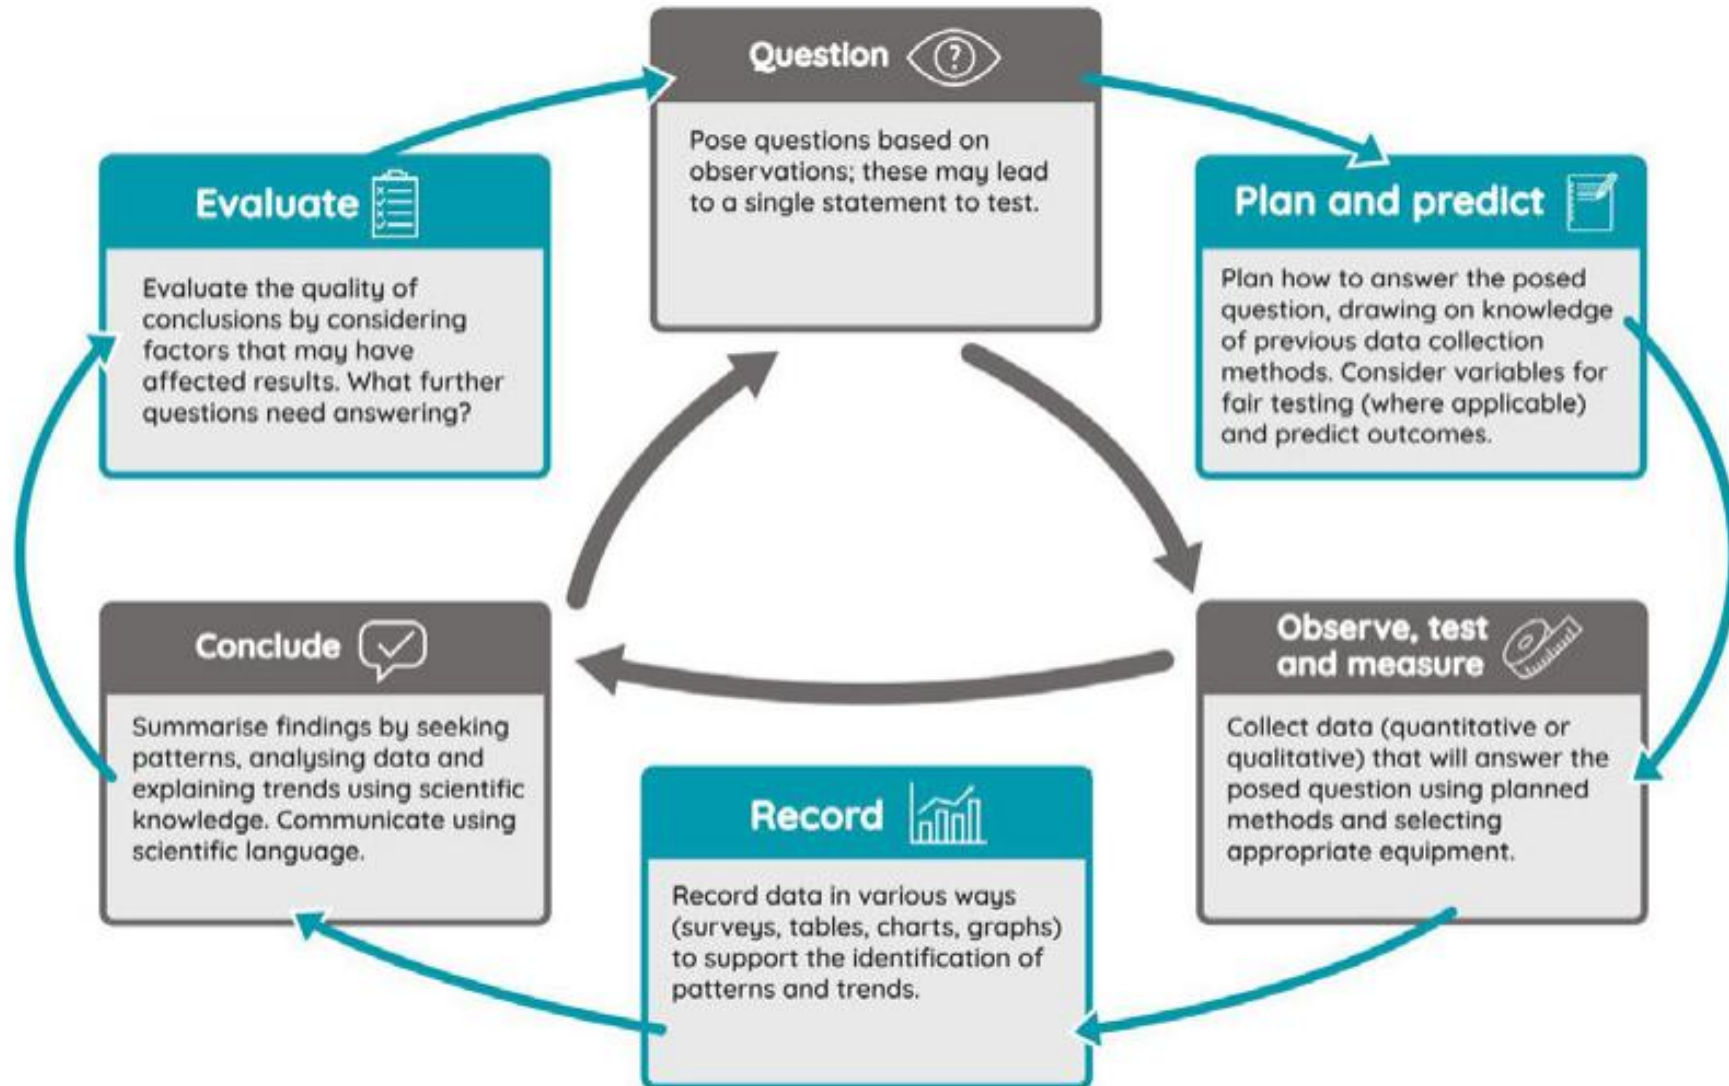 Question
?
Pose questions based on
observations; these may lead
to a single statement to test.
Plan and predict
Plan how to answer the posed
question, drawing on knowledge
of previous data collection
methods. Consider variables for
fair testing (where applicable)
and predict outcomes.
Observe, test
and measure
Collect data (quantitative or
qualitative) that will answer the
posed question using planned
methods and selecting
appropriate equipment.
Record
Record data in various ways
(surveys, tables, charts, graphs)
to support the identification of
patterns and trends.
Conclude
Summarise findings by seeking
patterns, analysing data and
explaining trends using scientific
knowledge. Communicate using
scientific language.
Evaluate
Evaluate the quality of
conclusions by considering
factors that may have
affected results. What further
questions need answering?